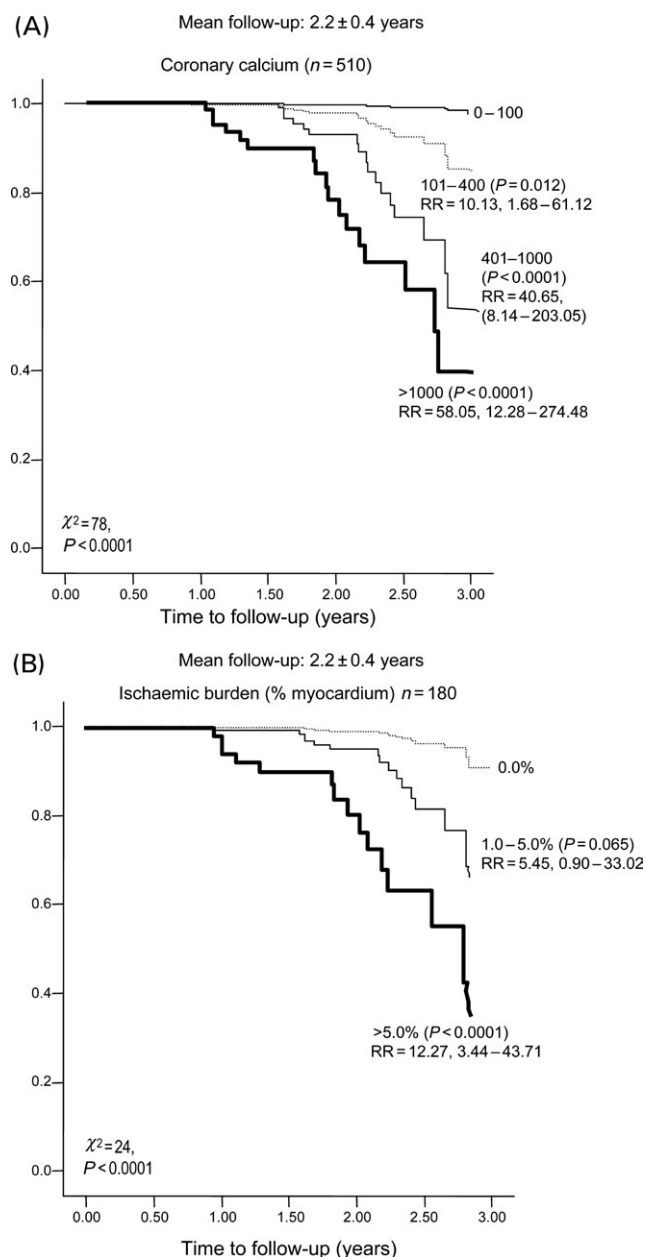 (A)
Mean follow-up: 2.2 ± 0.4 years
Coronary calcium (n = 510)
1.0
0–100
101–400 (P = 0.012)
RR = 10.13, 1.68–61.12
0.8
401–1000
(P < 0.0001)
RR = 40.65,
(8.14–203.05)
0.6
0.4
>1000 (P < 0.0001)
RR = 58.05, 12.28–274.48
0.2
χ²=78,
P < 0.0001
0.0
0.00 0.50 1.00 1.50 2.00 2.50 3.00
Time to follow-up (years)
(B)
Mean follow-up: 2.2 ± 0.4 years
Ischaemic burden (% myocardium) n = 180
1.0
0.0%
0.8
1.0–5.0% (P = 0.065)
RR = 5.45, 0.90–33.02
0.6
0.4
>5.0% (P < 0.0001)
RR = 12.27, 3.44–43.71
0.2
χ²=24,
P < 0.0001
0.0
0.00 0.50 1.00 1.50 2.00 2.50 3.00
Time to follow-up (years)